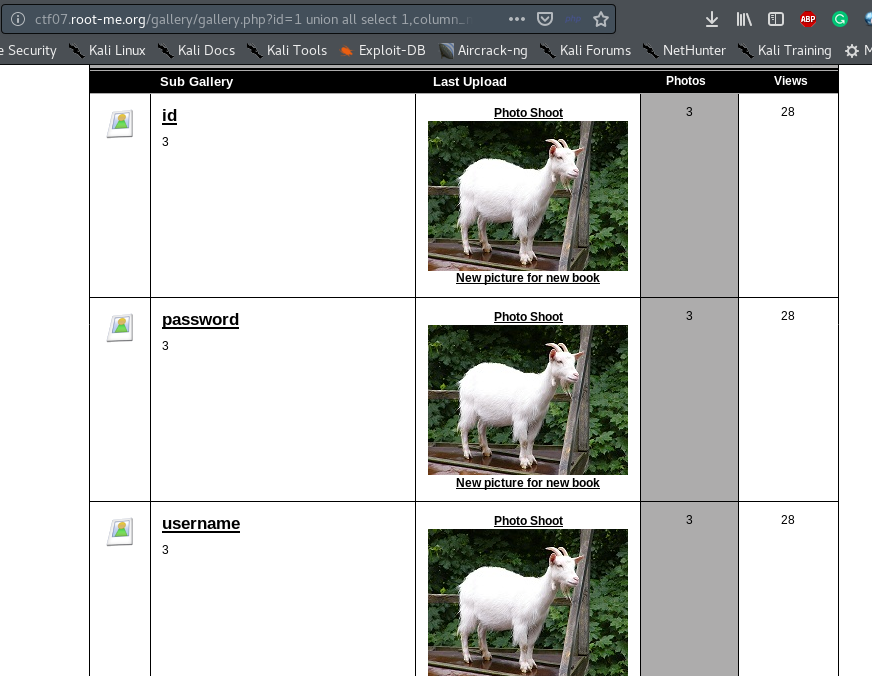 ctf07.root-me.org/gallery/gallery.php?id=1 union all select 1,column_
e Security Kali Linux Kali Docs Kali Tools Exploit-DB Aircrack-ng Kali Forums NetHunter Kali Training M
Sub Gallery Last Upload Photos Views
id Photo Shoot 3 28
3
New picture for new book
password Photo Shoot 3 28
3
New picture for new book
username Photo Shoot 3 28
3